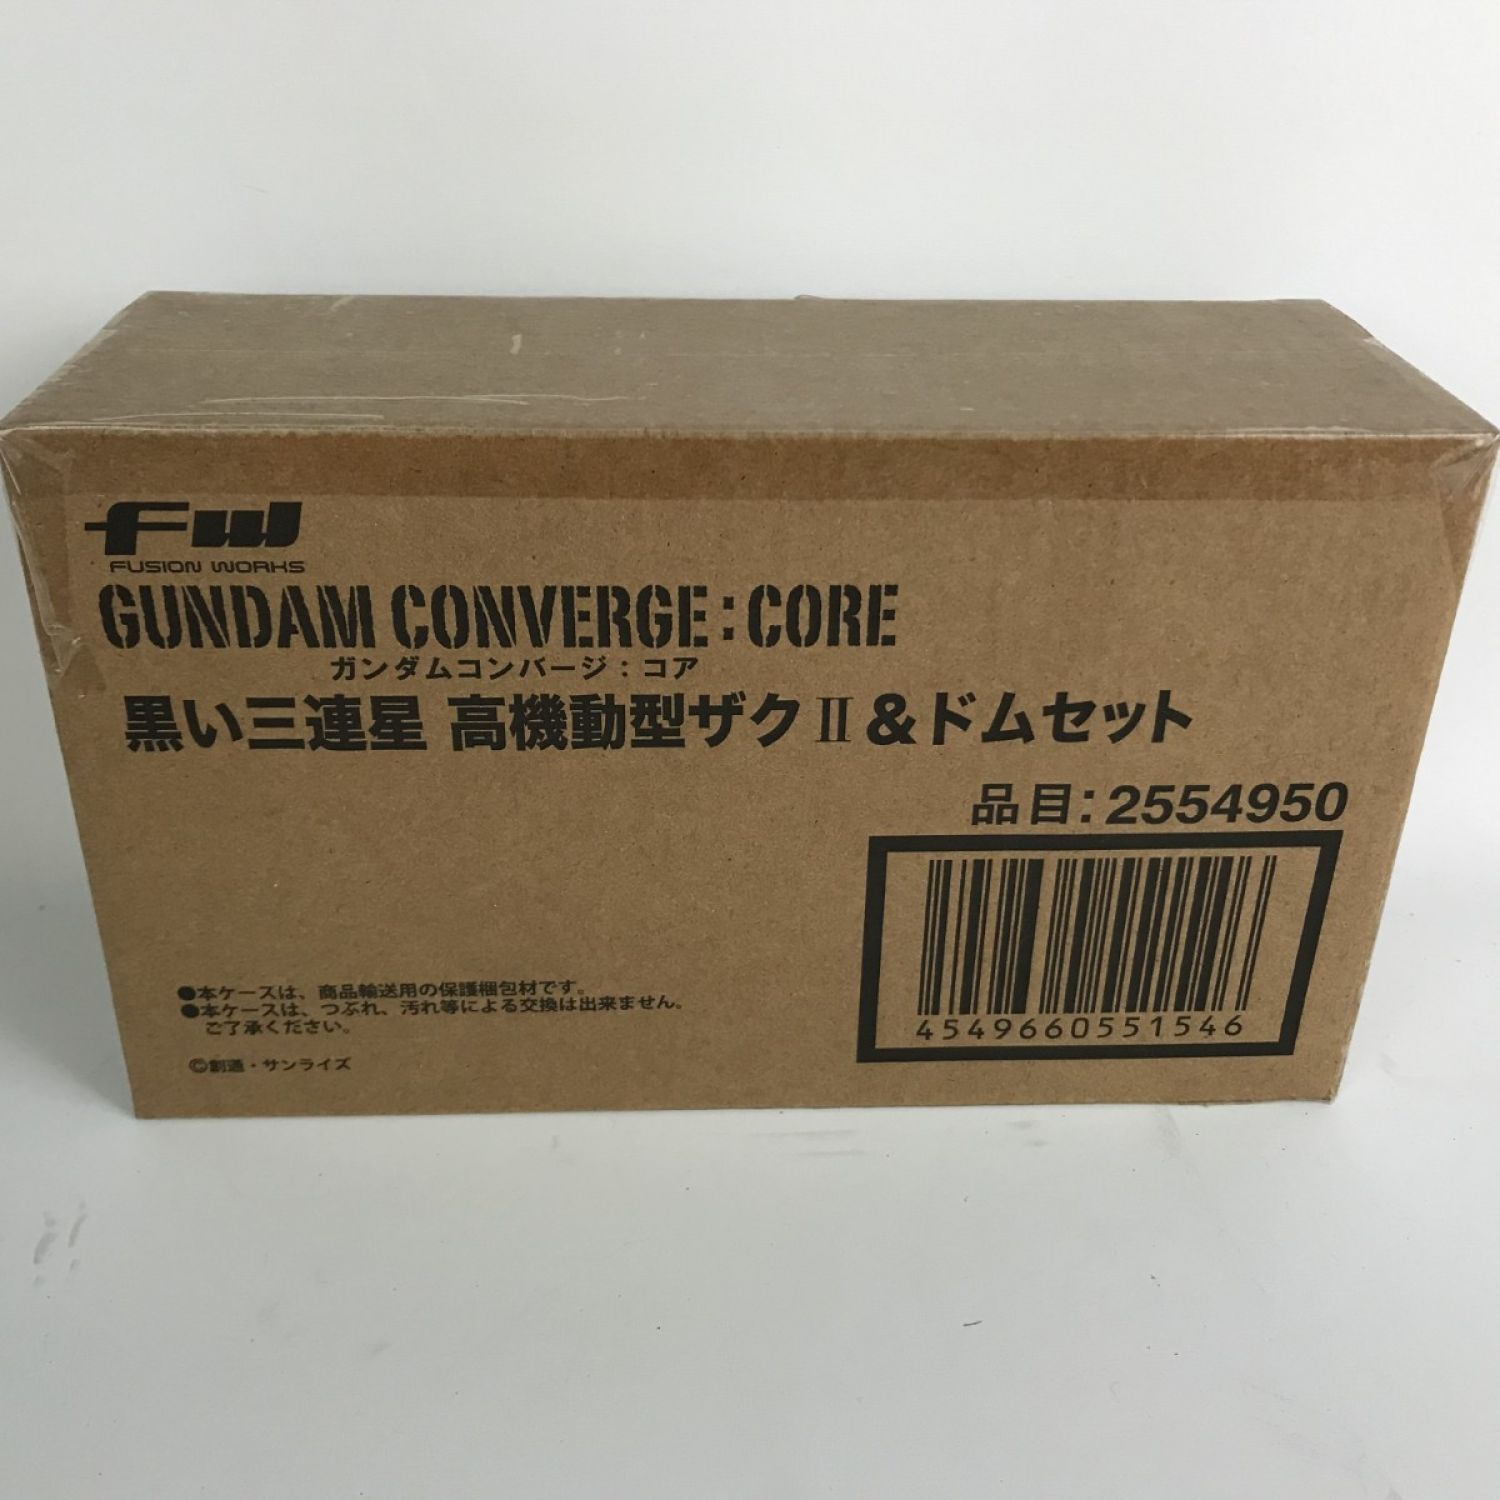 FW
FUSION WORKS
GUNDAM CONVERGE:CORE
ガンダムコンバージ:コア
黒い三連星 高機動型ザクⅡ&ドムセット
品目:2554950
4549660551546
●本ケースは、商品輸送用の保護梱包材です。
●本ケースは、つぶれ、汚れ等による交換は出来ません。
ご了承ください。
©創通・サンライズ